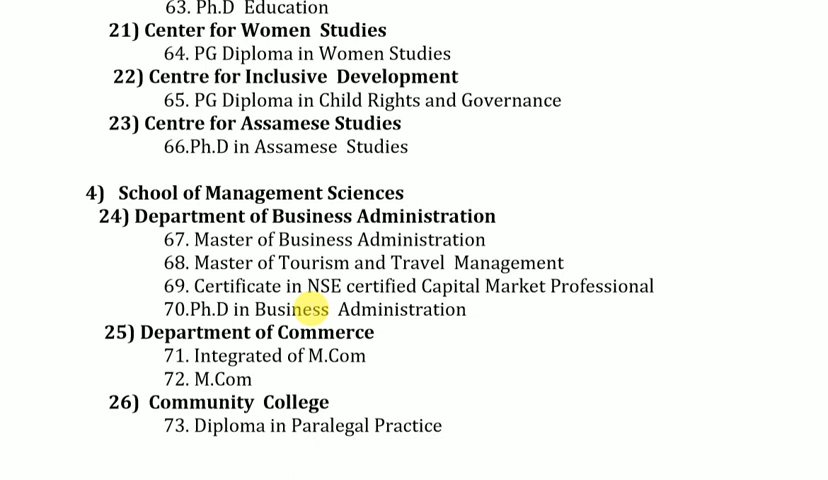 63. Ph.D Education
21) Center for Women Studies
64. PG Diploma in Women Studies
22) Centre for Inclusive Development
65. PG Diploma in Child Rights and Governance
23) Centre for Assamese Studies
66.Ph.D in Assamese Studies
4) School of Management Sciences
24) Department of Business Administration
67. Master of Business Administration
68. Master of Tourism and Travel Management
69. Certificate in NSE certified Capital Market Professional
70.Ph.D in Business Administration
25) Department of Commerce
71. Integrated of M.Com
72. M.Com
26) Community College
73. Diploma in Paralegal Practice